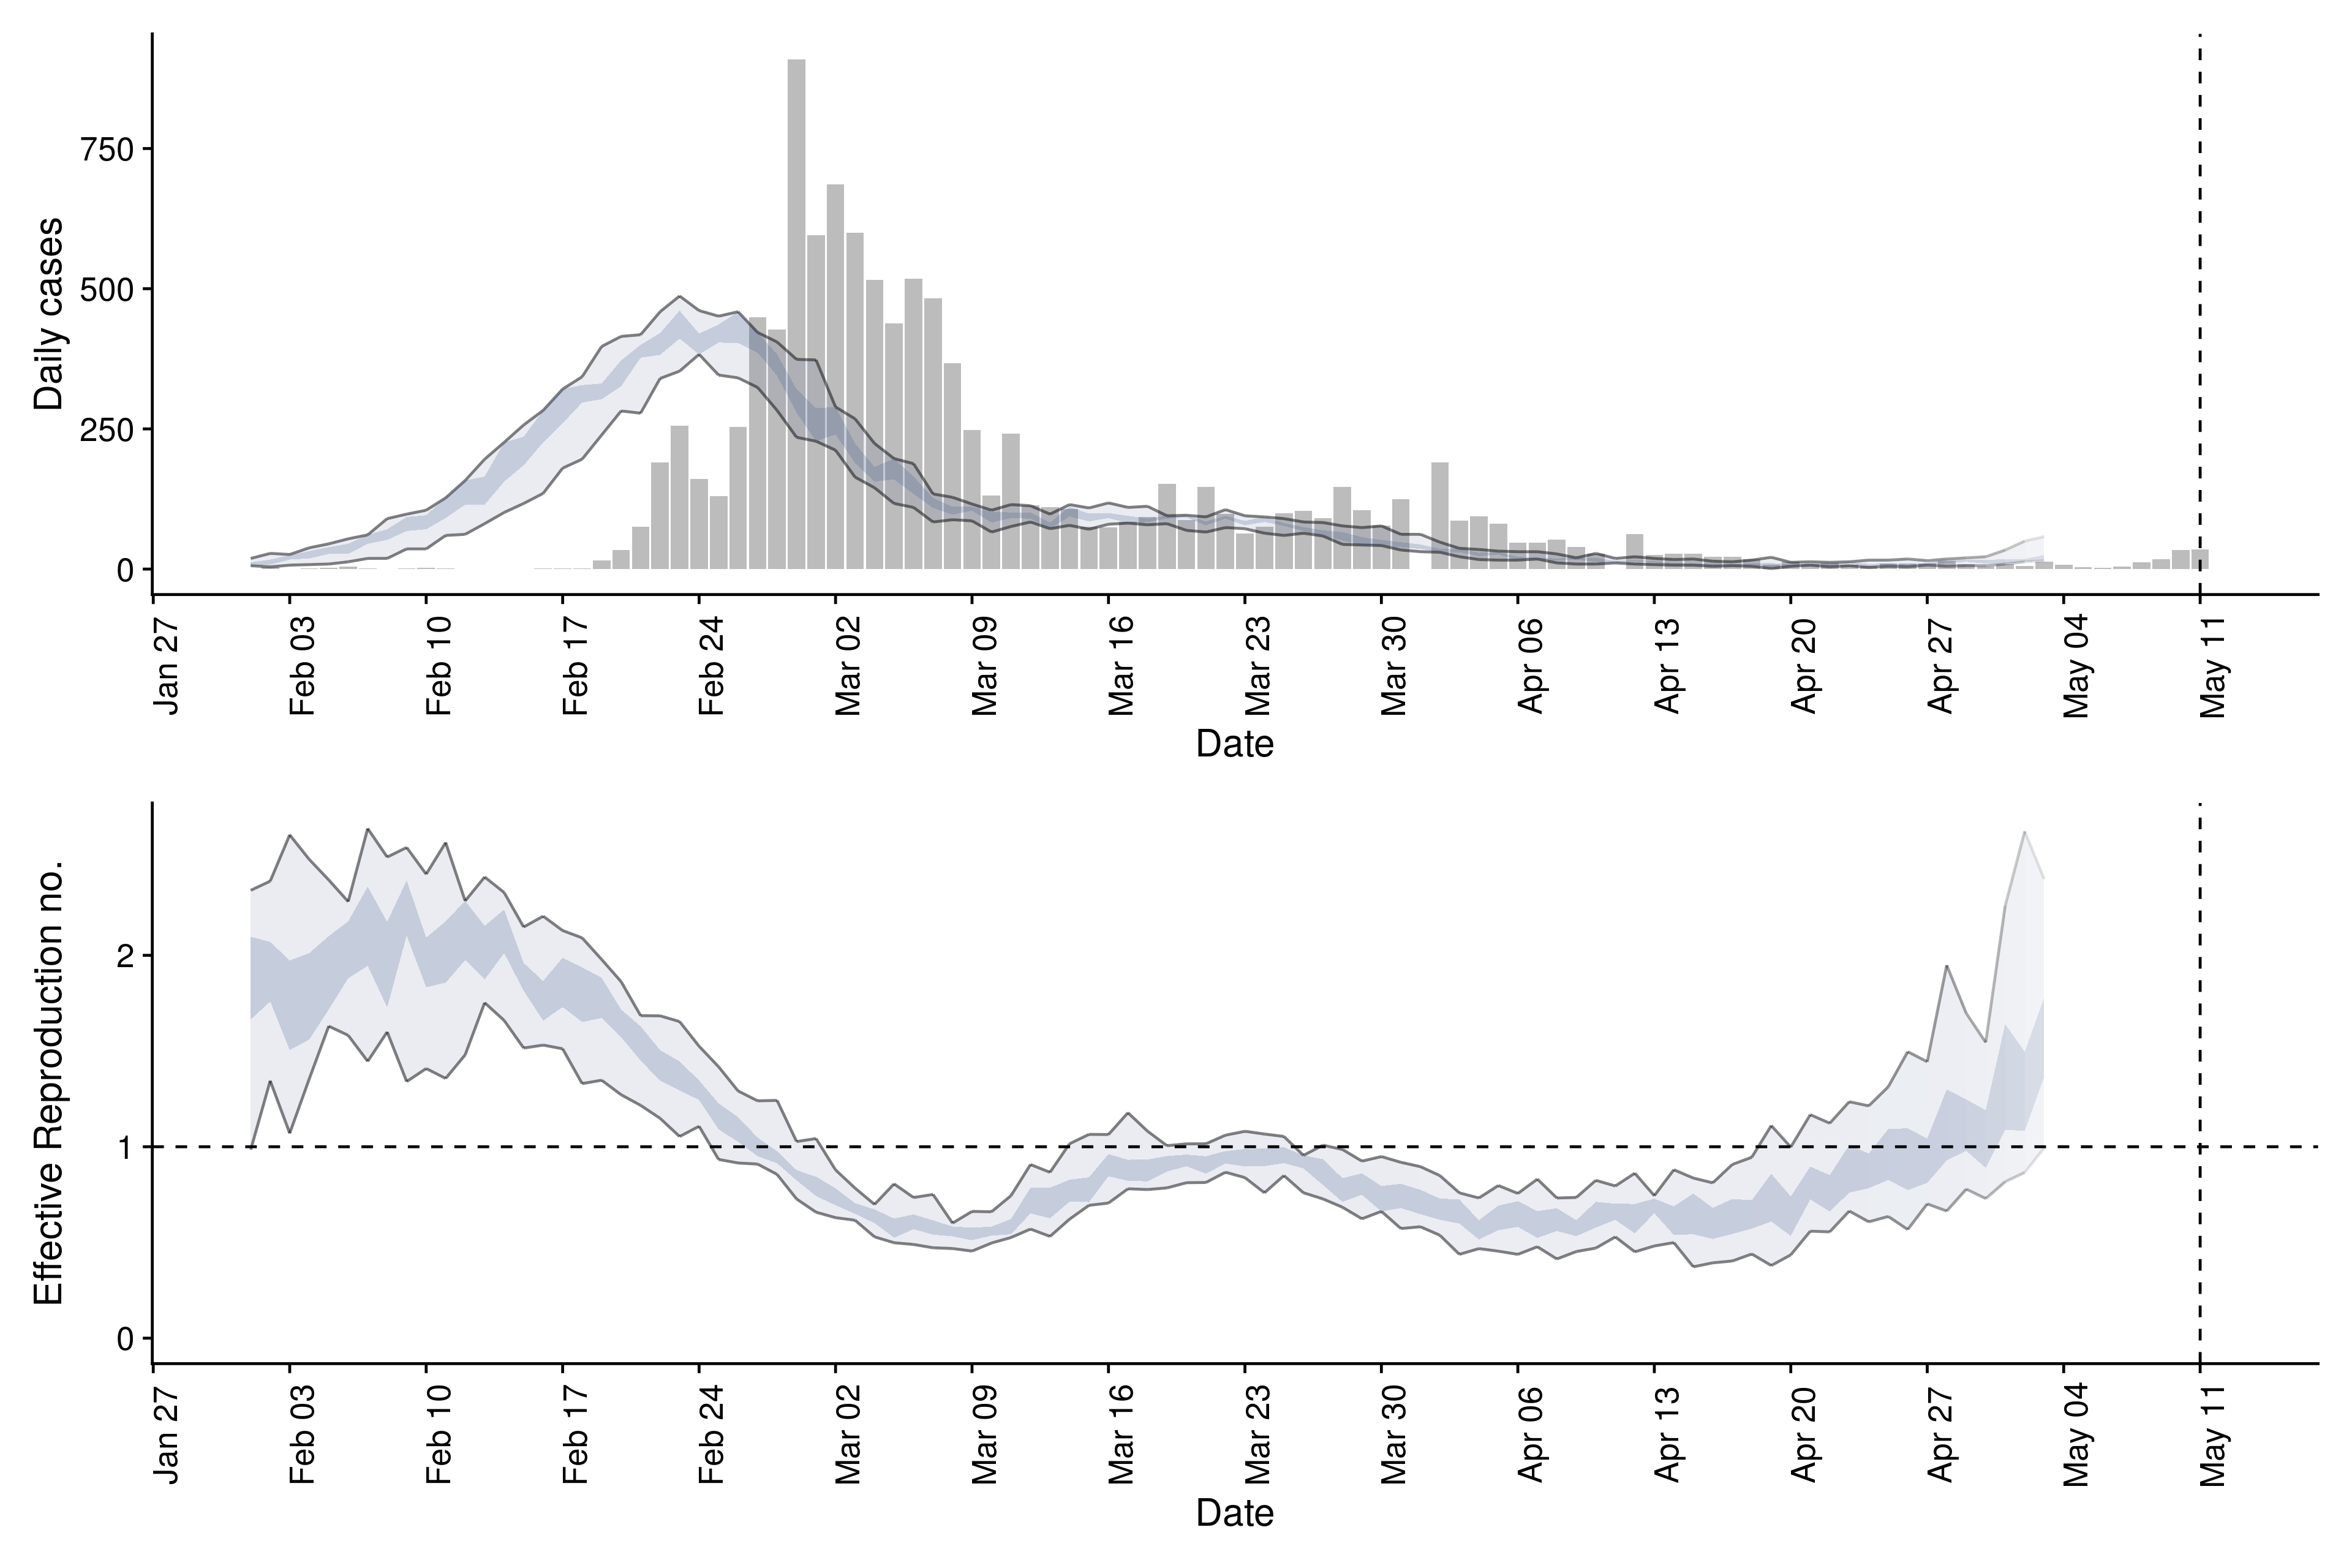 Daily cases
750
500
250
0
Jan 27
Feb 03
Feb 10
Feb 17
Feb 24
Mar 02
Mar 09
Mar 16
Mar 23
Mar 30
Apr 06
Apr 13
Apr 20
Apr 27
May 04
May 11
Date
Effective Reproduction no.
2
1
0
Jan 27
Feb 03
Feb 10
Feb 17
Feb 24
Mar 02
Mar 09
Mar 16
Mar 23
Mar 30
Apr 06
Apr 13
Apr 20
Apr 27
May 04
May 11
Date